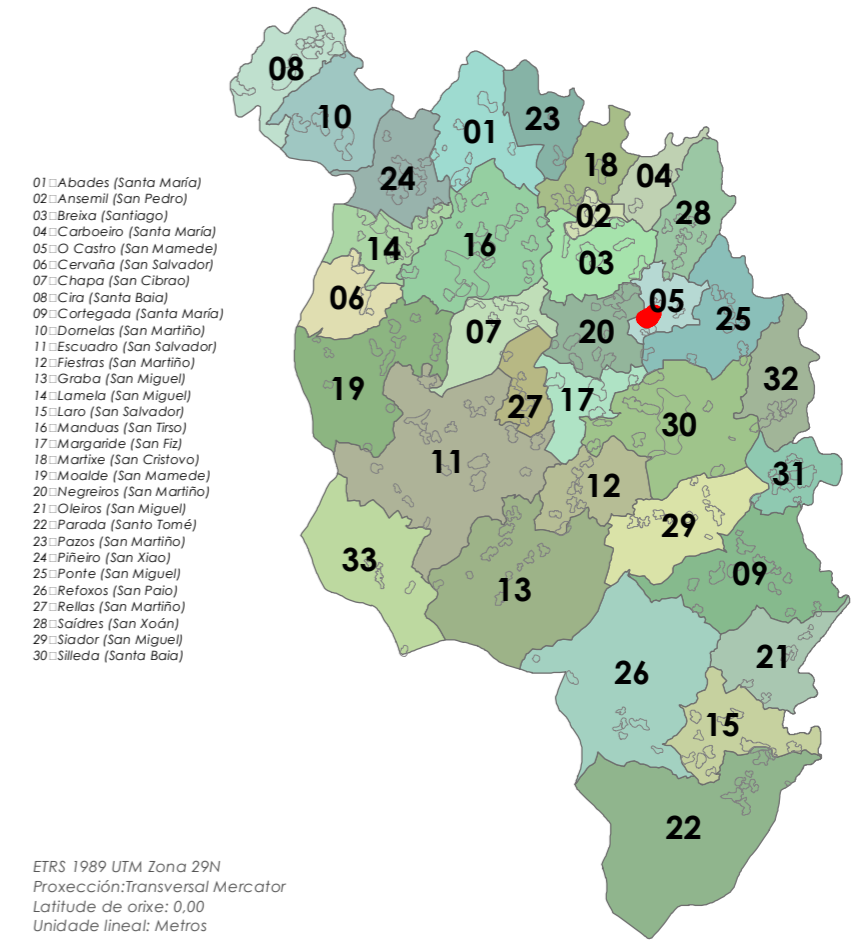 08
10
23
01
18
04
24
02
28
14
16
03
06
05
25
07
20
32
19
27
17
30
11
12
31
29
33
13
09
26
21
15
22
01□Abades (Santa María)
02□Ansemil (San Pedro)
03□Breixa (Santiago)
04□Carboeiro (Santa María)
05□O Castro (San Mamede)
06□Cervaña (San Salvador)
07□Chapa (San Cibrao)
08□Cira (Santa Baia)
09□Cortegada (Santa María)
10□Dornelas (San Martiño)
11□Escuadro (San Salvador)
12□Fiestras (San Martiño)
13□Graba (San Miguel)
14□Lamela (San Miguel)
15□Laro (San Salvador)
16□Manduas (San Tirso)
17□Margaride (San Fiz)
18□Martixe (San Cristovo)
19□Moalde (San Mamede)
20□Negreiros (San Martiño)
21□Oleiros (San Miguel)
22□Parada (Santo Tomé)
23□Pazos (San Martiño)
24□Piñeiro (San Xiao)
25□Ponte (San Miguel)
26□Refoxos (San Paio)
27□Rellas (San Martiño)
28□Saídres (San Xoán)
29□Siador (San Miguel)
30□Silleda (Santa Baia)
ETRS 1989 UTM Zona 29N
Proxección:Transversal Mercator
Latitude de orixe: 0,00
Unidade lineal: Metros